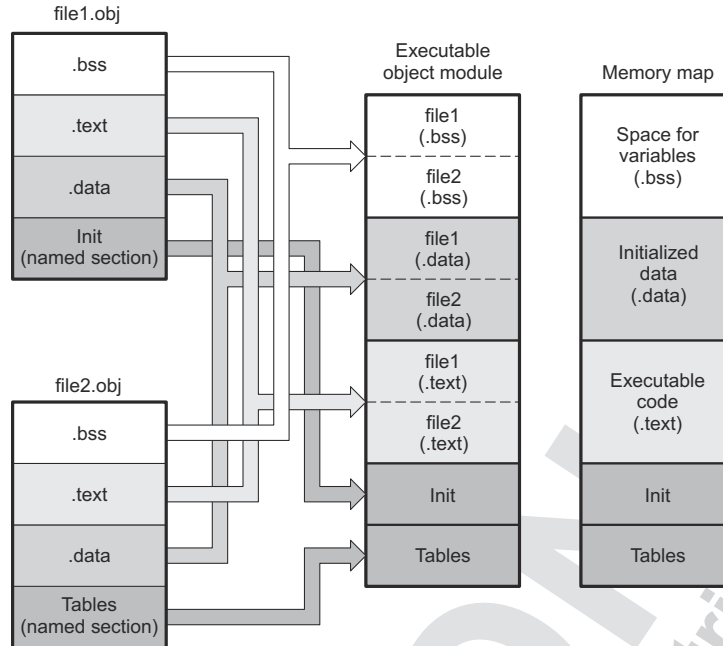 file1.obj
.bss
.text
.data
Init
(named section)
file2.obj
.bss
.text
.data
Tables
(named section)
Executable
object module
file1
(.bss)
file2
(.bss)
file1
(.data)
file2
(.data)
file1
(.text)
file2
(.text)
Init
Tables
Memory map
Space for
variables
(.bss)
Initialized
data
(.data)
Executable
code
(.text)
Init
Tables